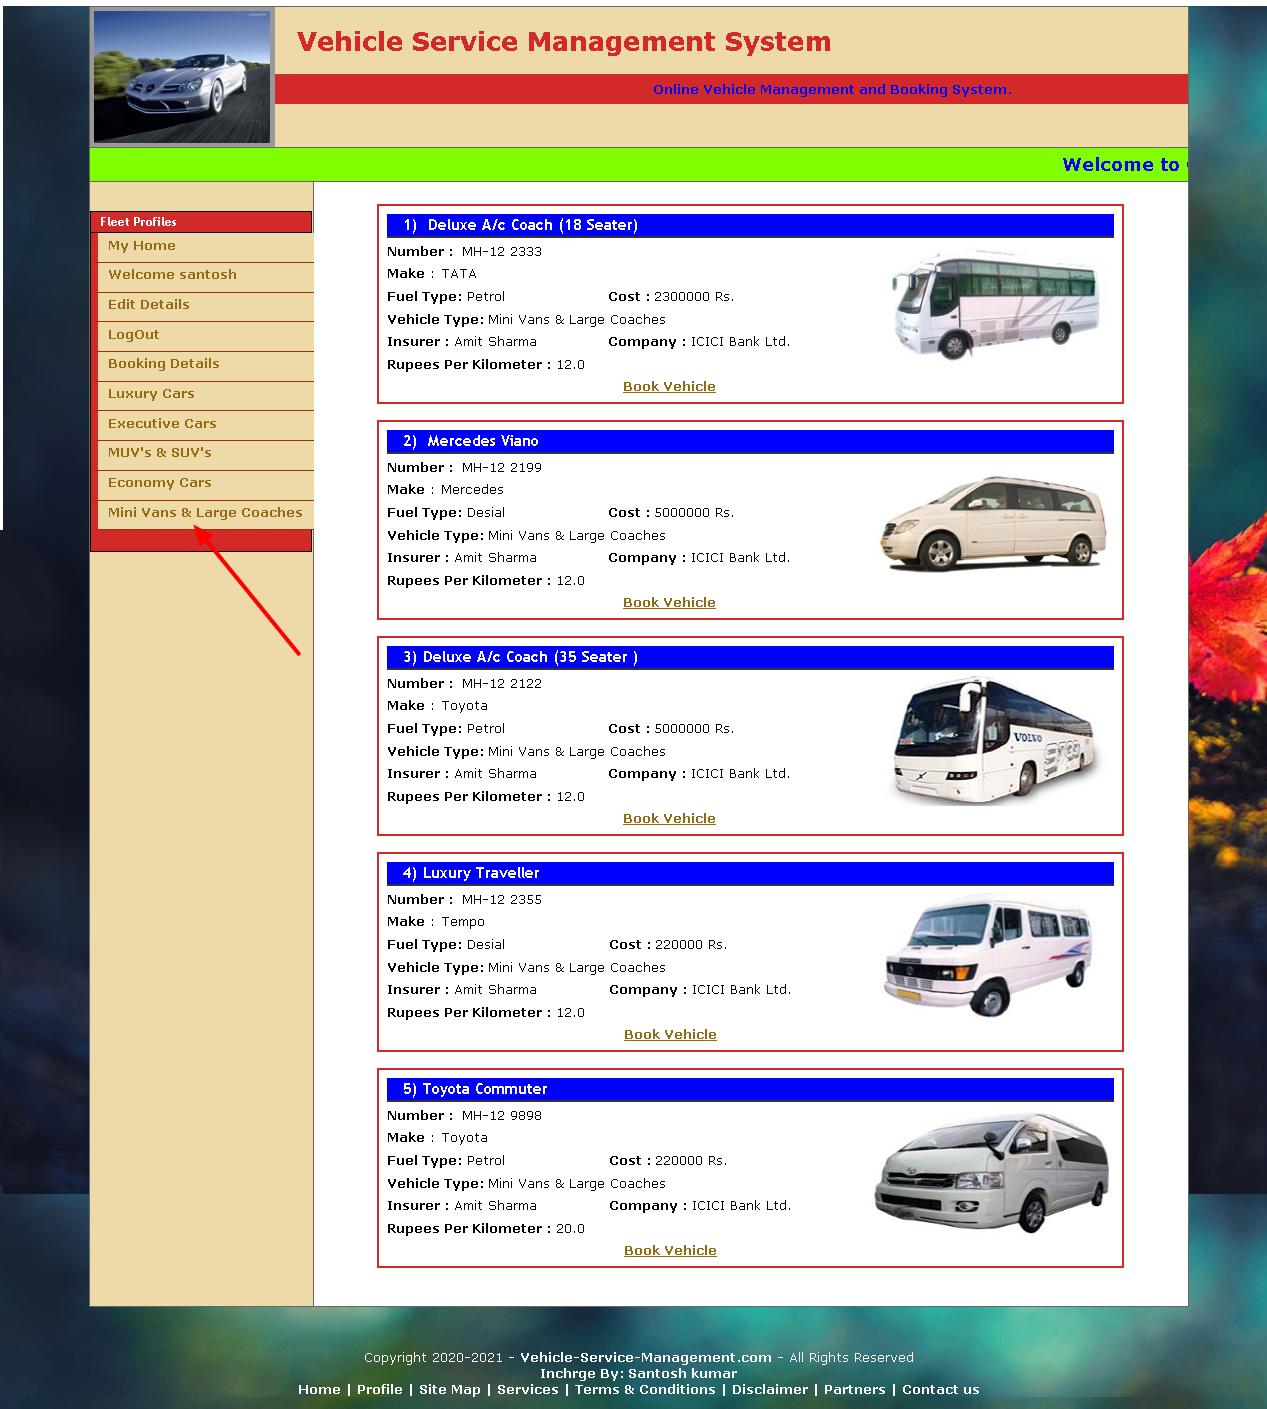 Vehicle Service Management System
Online Vehicle Management and Booking System.
Welcome to
Fleet Profiles
My Home
Welcome santosh
Edit Details
LogOut
Booking Details
Luxury Cars
Executive Cars
MUV's & SUV's
Economy Cars
Mini Vans & Large Coaches
1) Deluxe A/c Coach (18 Seater)
Number : MH-12 2333
Make : TATA
Fuel Type: Petrol Cost : 2300000 Rs.
Vehicle Type: Mini Vans & Large Coaches
Insurer : Amit Sharma Company : ICICI Bank Ltd.
Rupees Per Kilometer : 12.0
Book Vehicle
2) Mercedes Viano
Number : MH-12 2199
Make : Mercedes
Fuel Type: Desial Cost : 5000000 Rs.
Vehicle Type: Mini Vans & Large Coaches
Insurer : Amit Sharma Company : ICICI Bank Ltd.
Rupees Per Kilometer : 12.0
Book Vehicle
3) Deluxe A/c Coach (35 Seater )
Number : MH-12 2122
Make : Toyota
Fuel Type: Petrol Cost : 5000000 Rs.
Vehicle Type: Mini Vans & Large Coaches
Insurer : Amit Sharma Company : ICICI Bank Ltd.
Rupees Per Kilometer : 12.0
Book Vehicle
VOLVO
4) Luxury Traveller
Number : MH-12 2355
Make : Tempo
Fuel Type: Desial Cost : 220000 Rs.
Vehicle Type: Mini Vans & Large Coaches
Insurer : Amit Sharma Company : ICICI Bank Ltd.
Rupees Per Kilometer : 12.0
Book Vehicle
5) Toyota Commuter
Number : MH-12 9898
Make : Toyota
Fuel Type: Petrol Cost : 220000 Rs.
Vehicle Type: Mini Vans & Large Coaches
Insurer : Amit Sharma Company : ICICI Bank Ltd.
Rupees Per Kilometer : 20.0
Book Vehicle
Copyright 2020-2021 - Vehicle-Service-Management.com - All Rights Reserved
Inchrge By: Santosh kumar
Home | Profile | Site Map | Services | Terms & Conditions | Disclaimer | Partners | Contact us